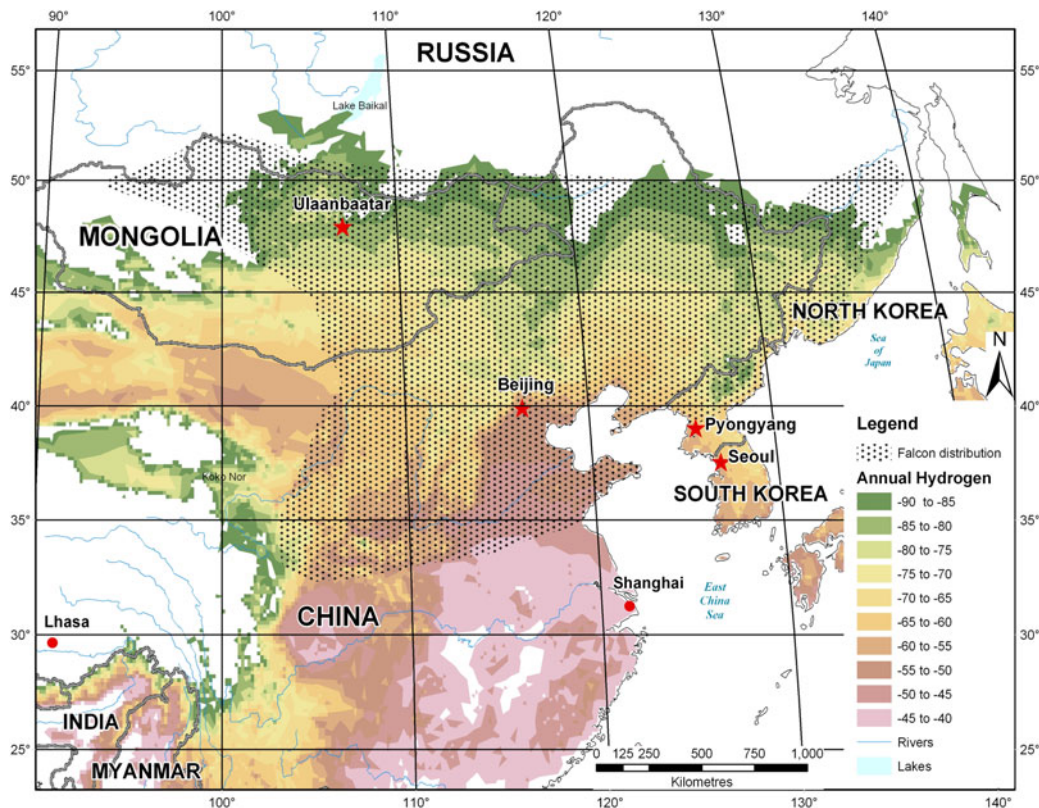 90° 100° 110° 120° 130° 140°
RUSSIA
55° 55°
Lake Baikal
50° 50°
Ulaanbaatar
MONGOLIA
45° 45°
NORTH KOREA
Sea
of
Japan
N
Beijing
40° 40°
Pyongyang
Legend
Seoul
Falcon distribution
Koko Nor
Annual Hydrogen
SOUTH KOREA
-90 to -85
35° 35°
-85 to -80
-80 to -75
-75 to -70
Shanghai
East
China
Sea
-70 to -65
CHINA
-65 to -60
Lhasa
30° 30°
-60 to -55
-55 to -50
-50 to -45
INDIA
-45 to -40
25° 25°
0 125 250 500 750 1,000
Rivers
MYANMAR
Kilometres
Lakes
100° 110° 120° 130° 140°